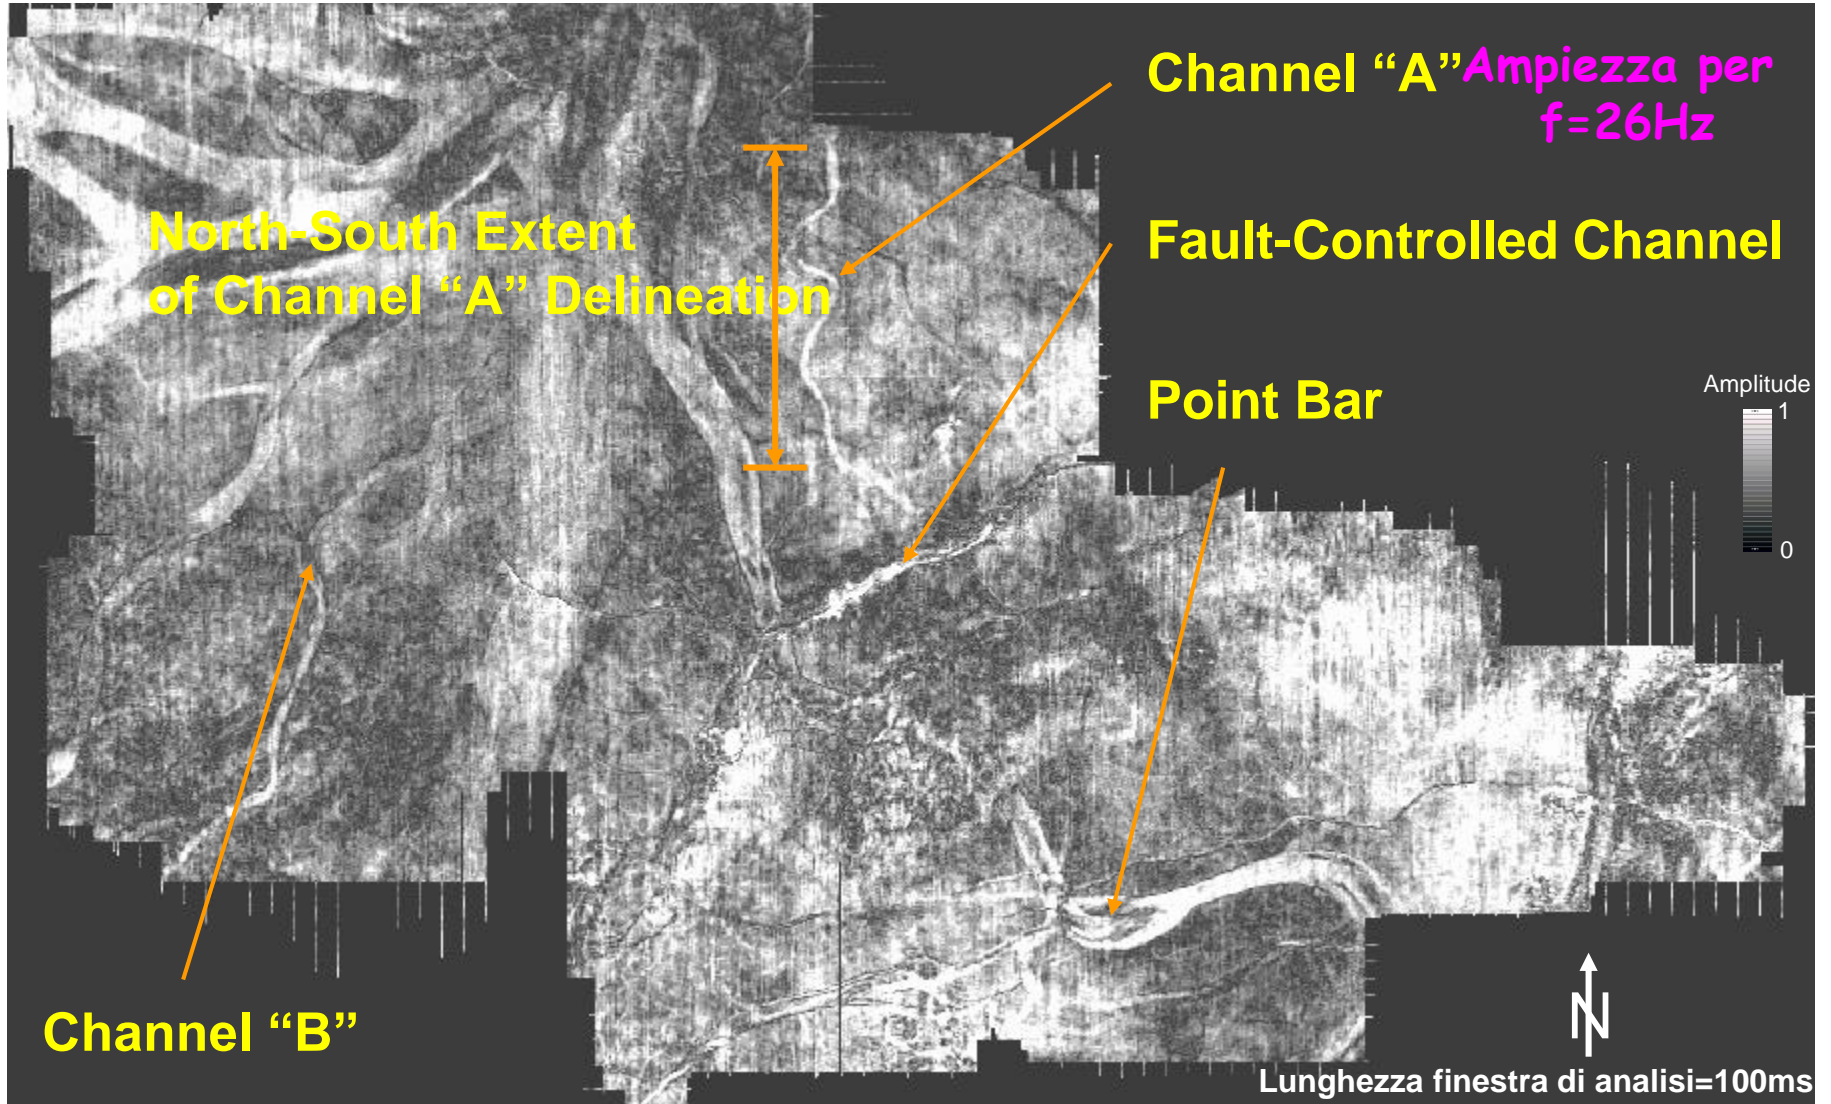 Channel “A”
Ampiezza per
f=26Hz
North-South Extent
of Channel “A” Delineation
Fault-Controlled Channel
Point Bar
Amplitude
1
0
Channel “B”
N
Lunghezza finestra di analisi=100ms